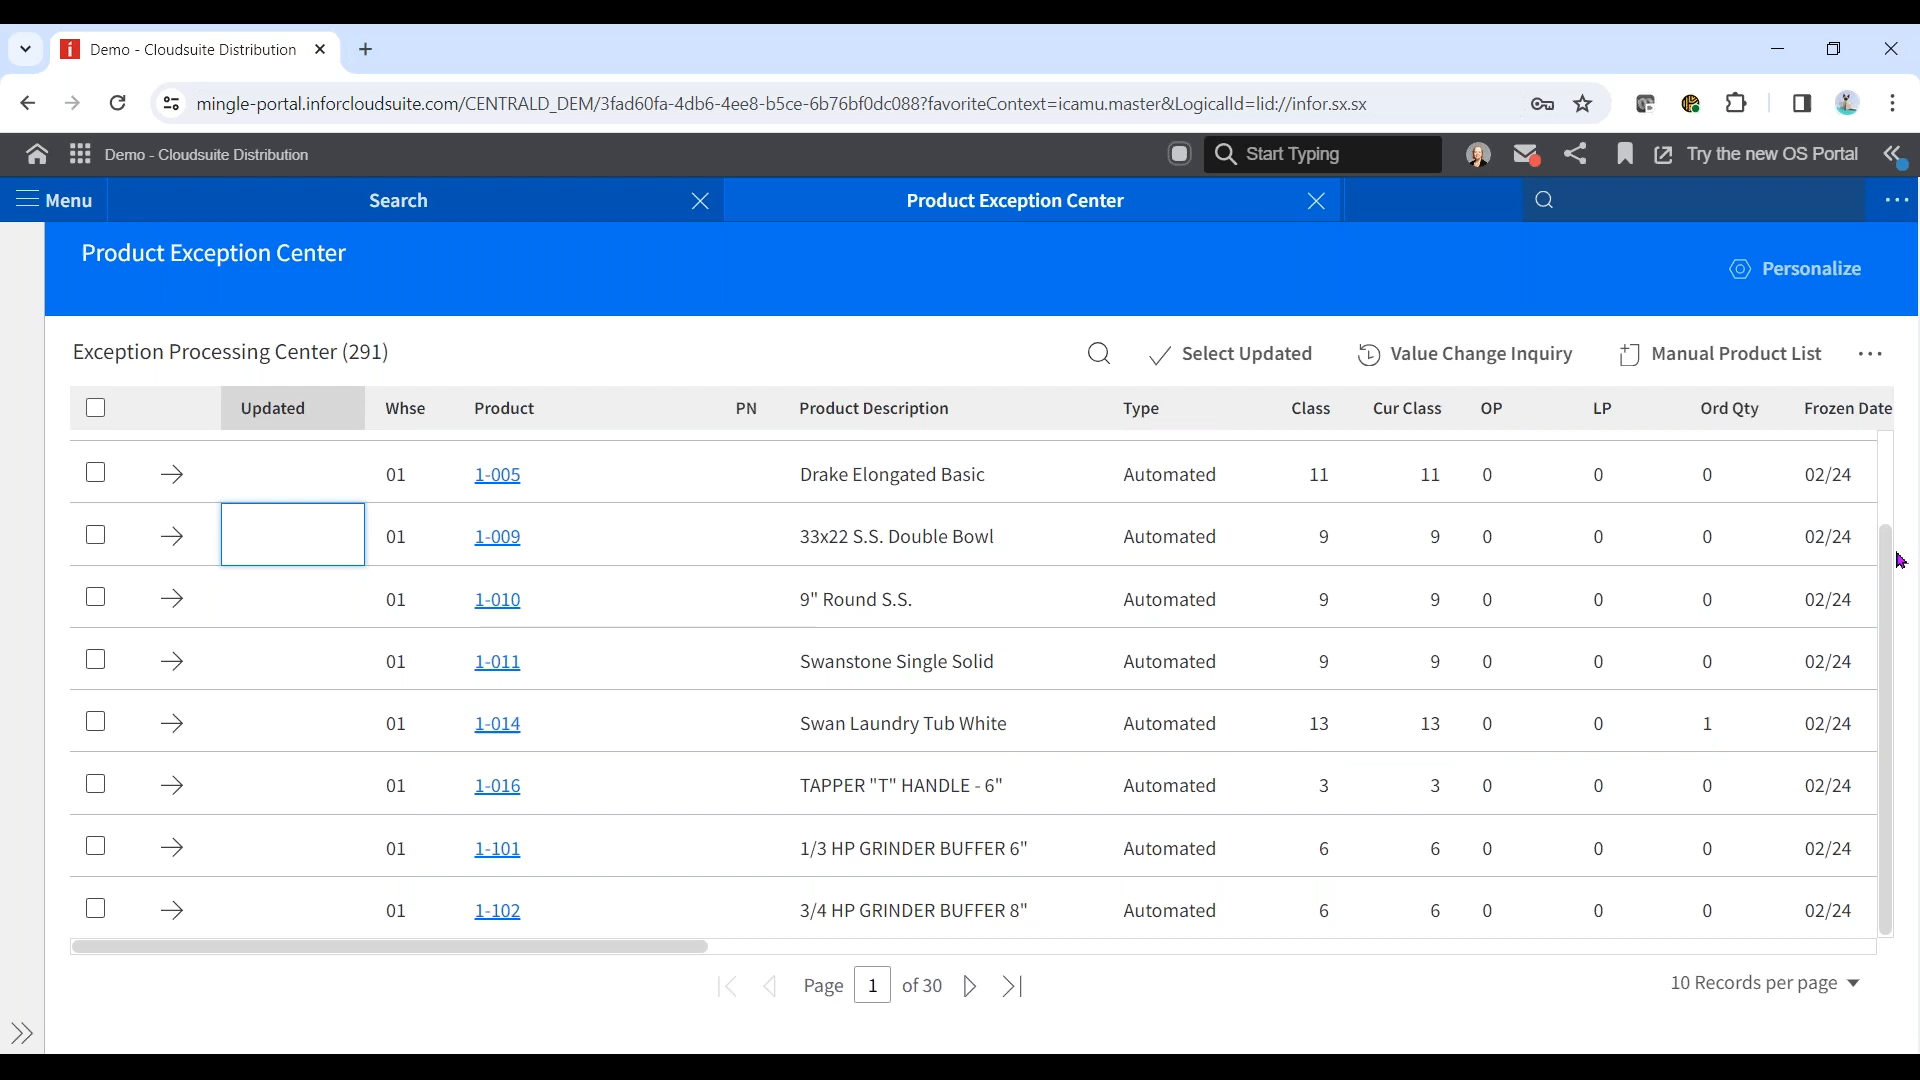 Demo - Cloudsuite Distribution
mingle-portal.inforcloudsuite.com/CENTRALD_DEM/3fad60fa-4db6-4ee8-b5ce-6b76bf0dc088?favoriteContext=icamu.master&LogicalId=lid://infor.sx.sx
Demo - Cloudsuite Distribution Start Typing Try the new OS Portal
Menu Search Product Exception Center
Product Exception Center
Personalize
Exception Processing Center (291) Select Updated Value Change Inquiry Manual Product List
Updated Whse Product PN Product Description Type Class Cur Class OP LP Ord Qty Frozen Date
01 1-005 Drake Elongated Basic Automated 11 11 0 0 0 02/24
01 1-009 33x22 S.S. Double Bowl Automated 9 9 0 0 0 02/24
01 1-010 9" Round S.S. Automated 9 9 0 0 0 02/24
01 1-011 Swanstone Single Solid Automated 9 9 0 0 0 02/24
01 1-014 Swan Laundry Tub White Automated 13 13 0 0 1 02/24
01 1-016 TAPPER "T" HANDLE - 6" Automated 3 3 0 0 0 02/24
01 1-101 1/3 HP GRINDER BUFFER 6" Automated 6 6 0 0 0 02/24
01 1-102 3/4 HP GRINDER BUFFER 8" Automated 6 6 0 0 0 02/24
Page 1 of 30 10 Records per page